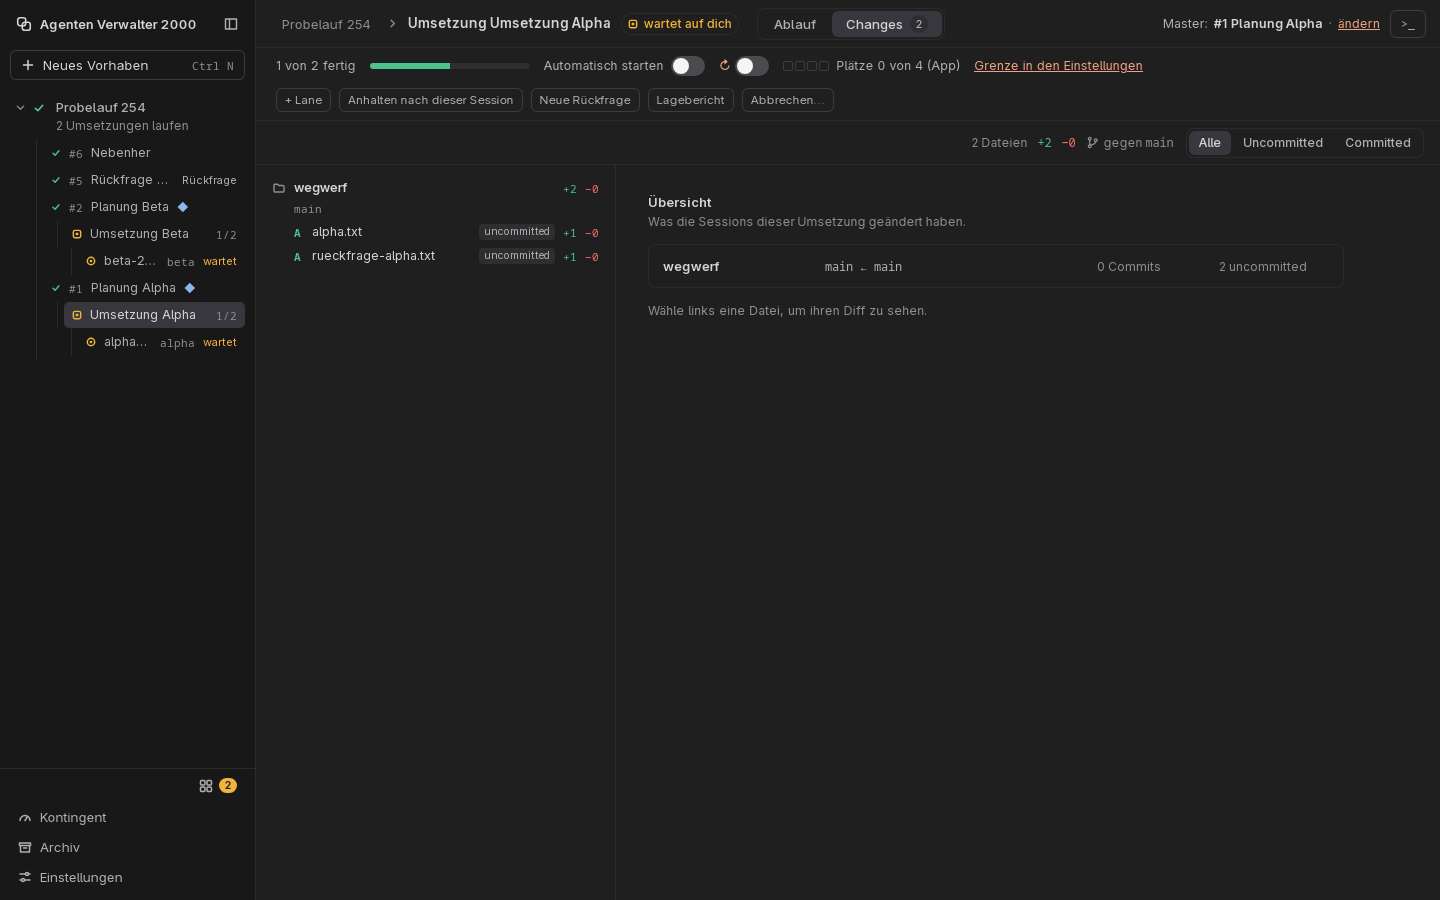 Agenten Verwalter 2000
Neues Vorhaben Ctrl N
Probelauf 254
2 Umsetzungen laufen
#6 Nebenher
#5 Rückfrage ... Rückfrage
#2 Planung Beta
Umsetzung Beta 1/2
beta-2... beta wartet
#1 Planung Alpha
Umsetzung Alpha 1/2
alpha... alpha wartet
2
Kontingent
Archiv
Einstellungen
Probelauf 254 > Umsetzung Umsetzung Alpha wartet auf dich Ablauf Changes 2 Master: #1 Planung Alpha · ändern >_
1 von 2 fertig Automatisch starten Plätze 0 von 4 (App) Grenze in den Einstellungen
+ Lane Anhalten nach dieser Session Neue Rückfrage Lagebericht Abbrechen...
2 Dateien +2 −0 gegen main Alle Uncommitted Committed
wegwerf +2 −0
main
A alpha.txt uncommitted +1 −0
A rueckfrage-alpha.txt uncommitted +1 −0
Übersicht
Was die Sessions dieser Umsetzung geändert haben.
wegwerf main ← main 0 Commits 2 uncommitted
Wähle links eine Datei, um ihren Diff zu sehen.